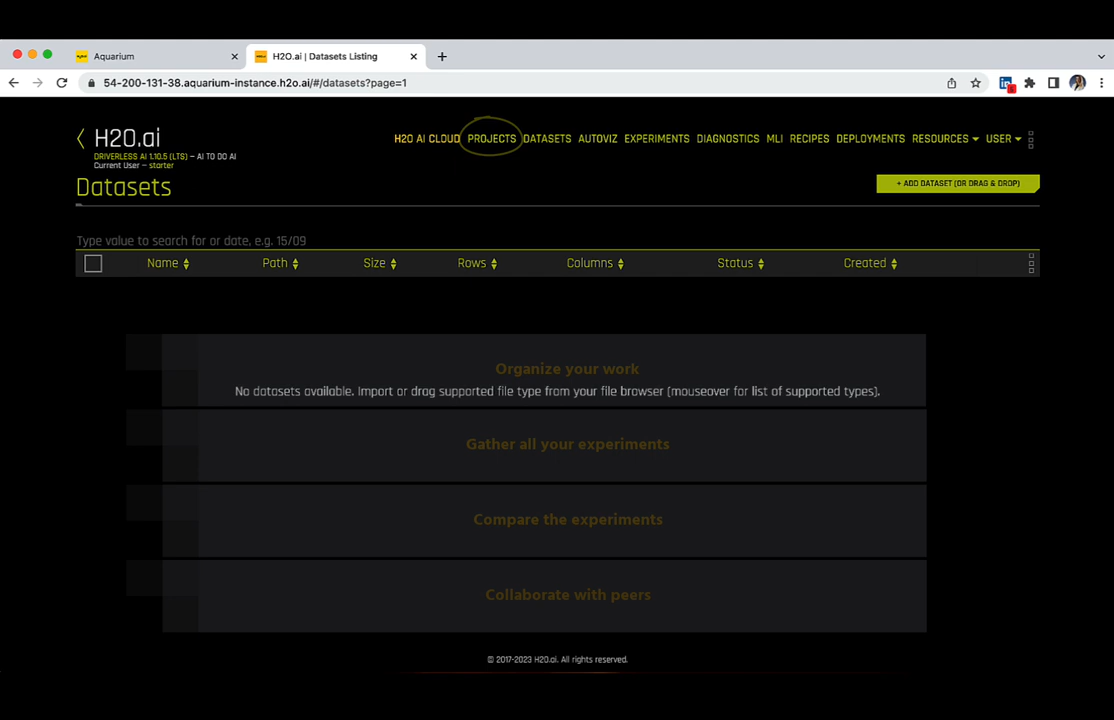 Aquarium
H2O.ai | Datasets Listing
54-200-131-38.aquarium-instance.h2o.ai/#/datasets?page=1
H2O.ai
DRIVERLESS AI 1.10.5 (LTS) – AI TO DO AI
Current User – starter
H2O AI CLOUD PROJECTS DATASETS AUTOVIZ EXPERIMENTS DIAGNOSTICS MLI RECIPES DEPLOYMENTS RESOURCES USER
Datasets
+ ADD DATASET (OR DRAG & DROP)
Type value to search for or date, e.g. 15/09
Name Path Size Rows Columns Status Created
Organize your work
No datasets available. Import or drag supported file type from your file browser (mouseover for list of supported types).
Gather all your experiments
Compare the experiments
Collaborate with peers
© 2017-2023 H2O.ai. All rights reserved.